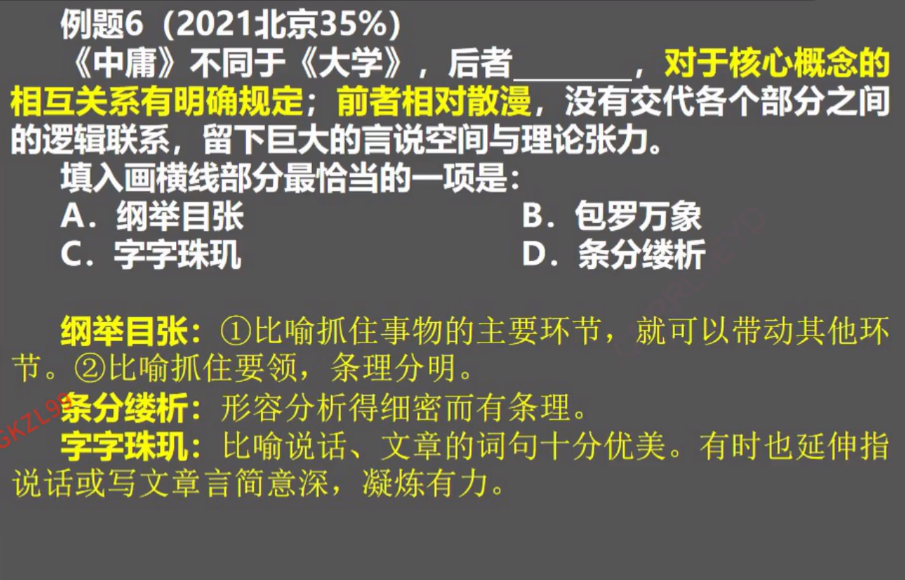 例题6（2021北京35%）
《中庸》不同于《大学》，后者________，对于核心概念的
相互关系有明确规定；前者相对散漫，没有交代各个部分之间
的逻辑联系，留下巨大的言说空间与理论张力。
填入画横线部分最恰当的一项是：
A．纲举目张 B．包罗万象
C．字字珠玑 D．条分缕析
纲举目张：①比喻抓住事物的主要环节，就可以带动其他环
节。②比喻抓住要领，条理分明。
条分缕析：形容分析得细密而有条理。
字字珠玑：比喻说话、文章的词句十分优美。有时也延伸指
说话或写文章言简意深，凝炼有力。